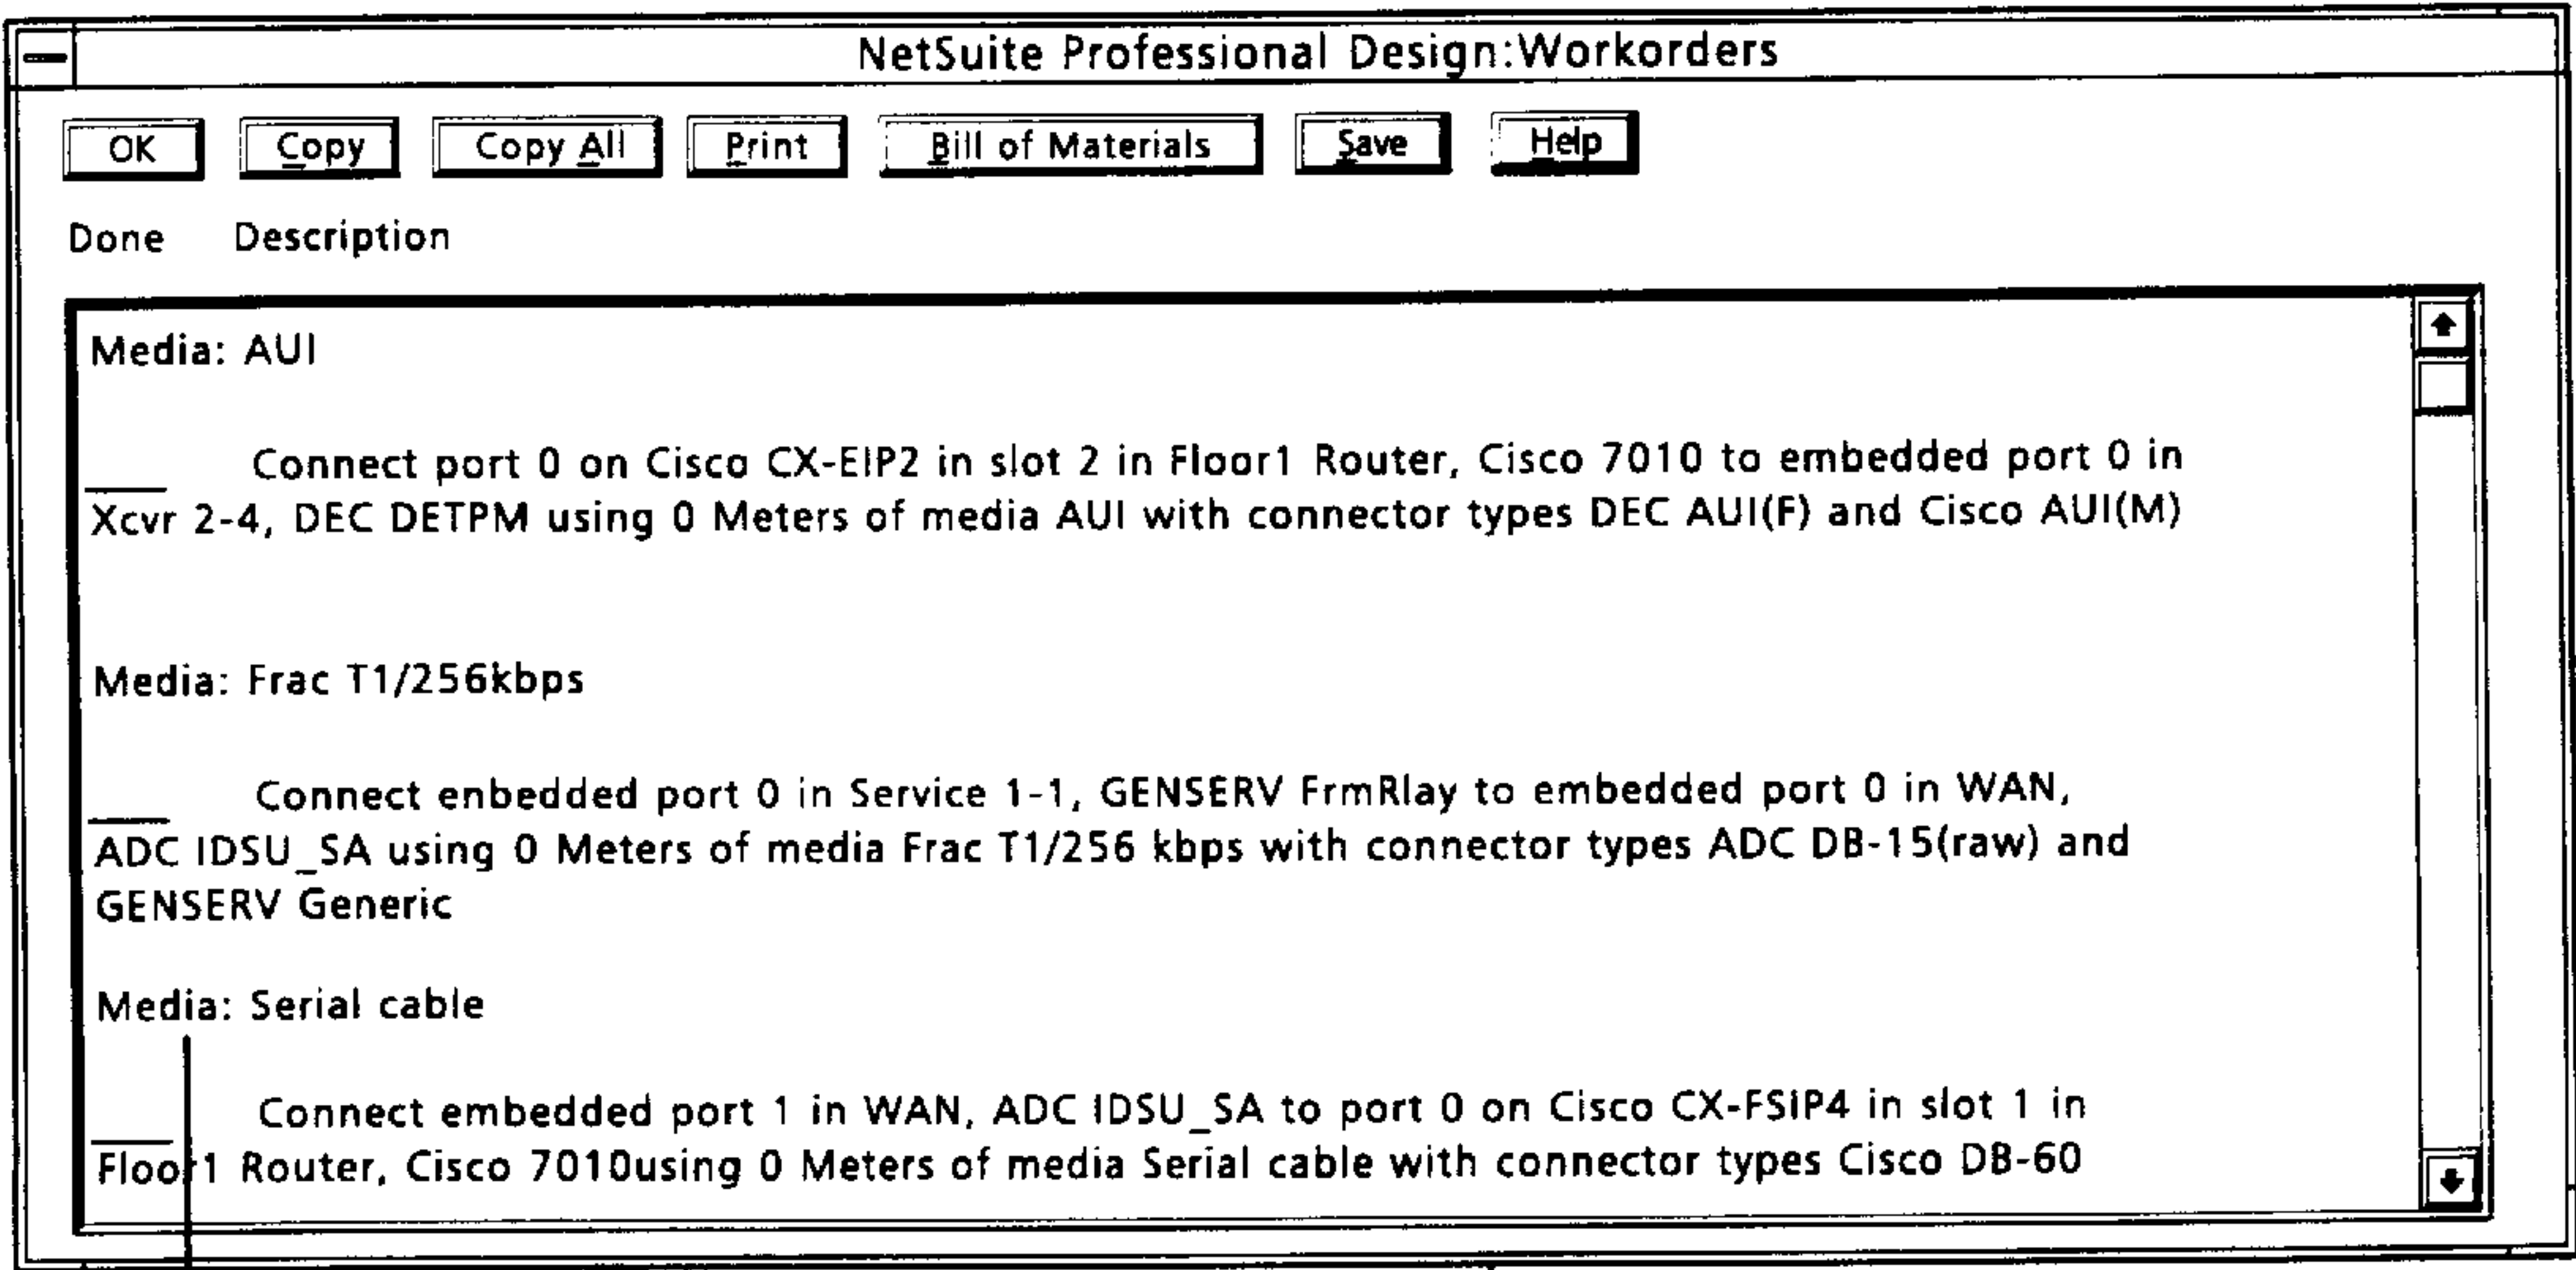 NetSuite Professional Design:Workorders
OK Copy Copy All Print Bill of Materials Save Help
Done Description
Media: AUI
Connect port 0 on Cisco CX-EIP2 in slot 2 in Floor1 Router, Cisco 7010 to embedded port 0 in
Xcvr 2-4, DEC DETPM using 0 Meters of media AUI with connector types DEC AUI(F) and Cisco AUI(M)
Media: Frac T1/256kbps
Connect enbedded port 0 in Service 1-1, GENSERV FrmRlay to embedded port 0 in WAN,
ADC IDSU_SA using 0 Meters of media Frac T1/256 kbps with connector types ADC DB-15(raw) and
GENSERV Generic
Media: Serial cable
Connect embedded port 1 in WAN, ADC IDSU_SA to port 0 on Cisco CX-FSIP4 in slot 1 in
Floor1 Router, Cisco 7010using 0 Meters of media Serial cable with connector types Cisco DB-60